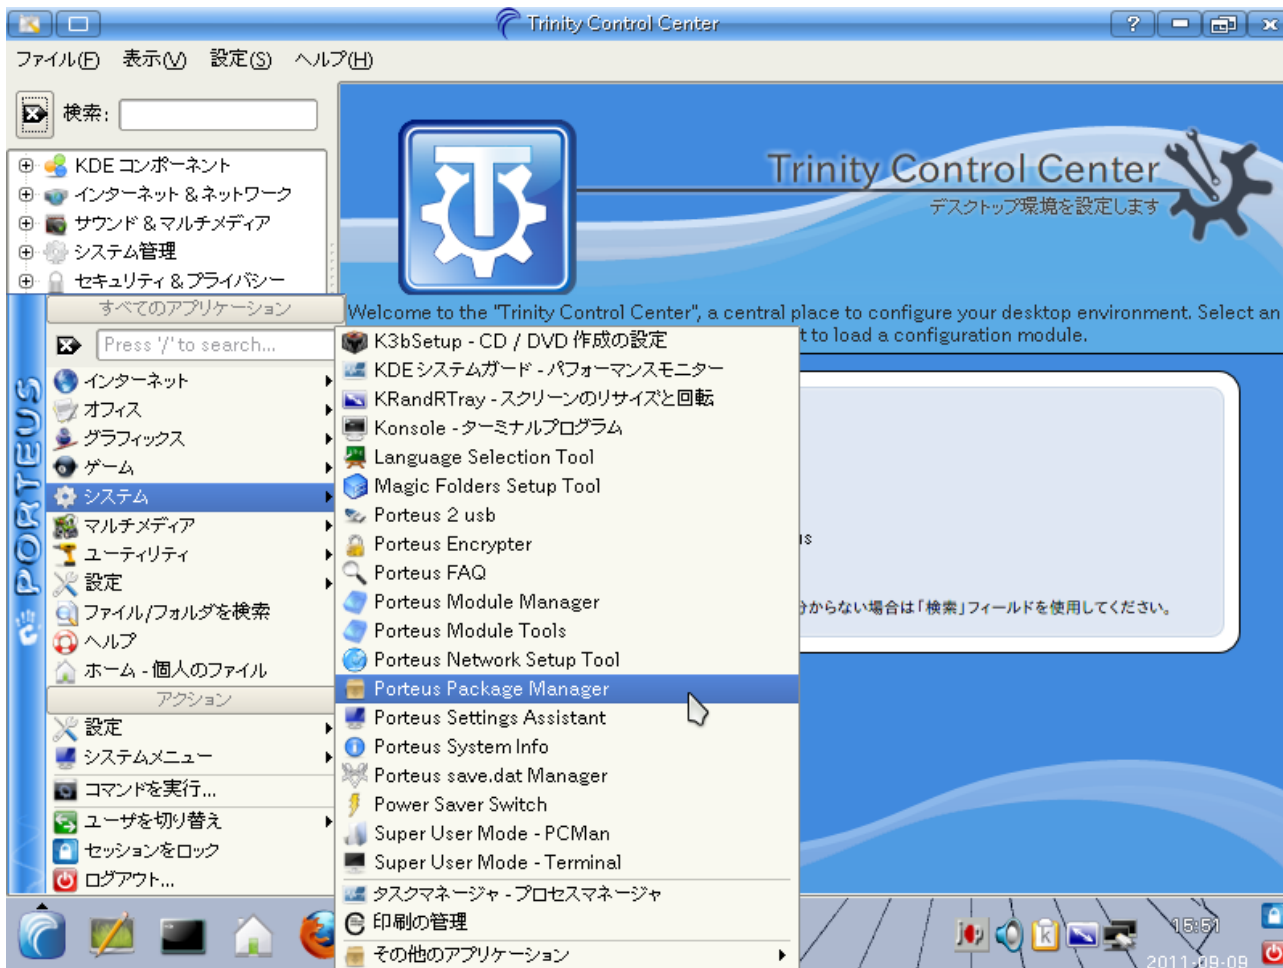 Trinity Control Center
ファイル(F) 表示(V) 設定(S) ヘルプ(H)
検索:
KDE コンポーネント
インターネット & ネットワーク
サウンド & マルチメディア
システム管理
セキュリティ & プライバシー
Trinity Control Center
デスクトップ環境を設定します
Welcome to the "Trinity Control Center", a central place to configure your desktop environment. Select an
t to load a configuration module.
us
分からない場合は「検索」フィールドを使用してください。
PORTEUS
すべてのアプリケーション
Press '/' to search...
インターネット
オフィス
グラフィックス
ゲーム
システム
マルチメディア
ユーティリティ
設定
ファイル/フォルダを検索
ヘルプ
ホーム - 個人のファイル
アクション
設定
システムメニュー
コマンドを実行...
ユーザを切り替え
セッションをロック
ログアウト...
K3bSetup - CD / DVD 作成の設定
KDE システムガード - パフォーマンスモニター
KRandRTray - スクリーンのリサイズと回転
Konsole - ターミナルプログラム
Language Selection Tool
Magic Folders Setup Tool
Porteus 2 usb
Porteus Encrypter
Porteus FAQ
Porteus Module Manager
Porteus Module Tools
Porteus Network Setup Tool
Porteus Package Manager
Porteus Settings Assistant
Porteus System Info
Porteus save.dat Manager
Power Saver Switch
Super User Mode - PCMan
Super User Mode - Terminal
タスクマネージャ - プロセスマネージャ
印刷の管理
その他のアプリケーション
jp
15:51
2011-09-09